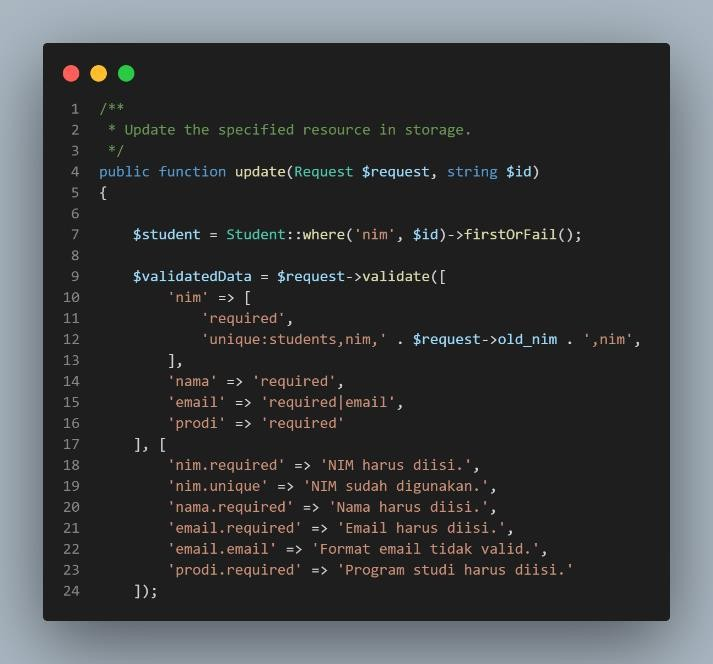 1 /**
2  * Update the specified resource in storage.
3  */
4 public function update(Request $request, string $id)
5 {
6
7     $student = Student::where('nim', $id)->firstOrFail();
8
9     $validatedData = $request->validate([
10         'nim' => [
11             'required',
12             'unique:students,nim,' . $request->old_nim . ',nim',
13         ],
14         'nama' => 'required',
15         'email' => 'required|email',
16         'prodi' => 'required'
17     ], [
18         'nim.required' => 'NIM harus diisi.',
19         'nim.unique' => 'NIM sudah digunakan.',
20         'nama.required' => 'Nama harus diisi.',
21         'email.required' => 'Email harus diisi.',
22         'email.email' => 'Format email tidak valid.',
23         'prodi.required' => 'Program studi harus diisi.'
24     ]);